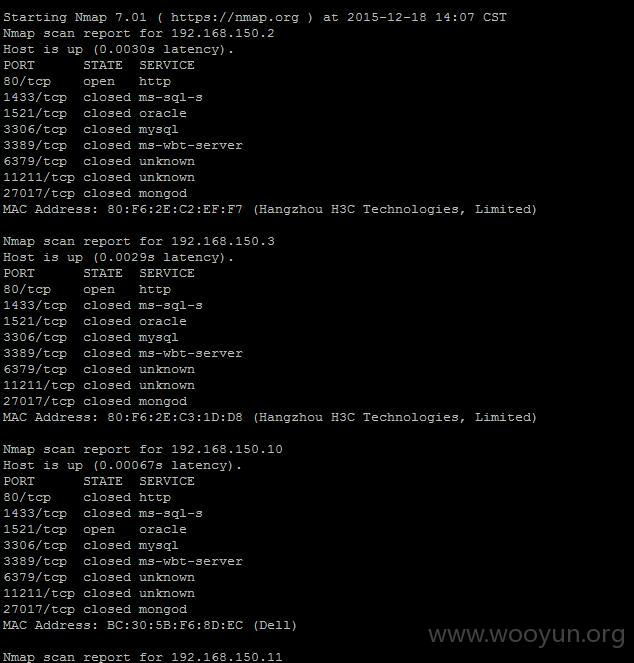 Starting Nmap 7.01 ( https://nmap.org ) at 2015-12-18 14:07 CST
Nmap scan report for 192.168.150.2
Host is up (0.0030s latency).
PORT      STATE  SERVICE
80/tcp    open   http
1433/tcp  closed ms-sql-s
1521/tcp  closed oracle
3306/tcp  closed mysql
3389/tcp  closed ms-wbt-server
6379/tcp  closed unknown
11211/tcp closed unknown
27017/tcp closed mongod
MAC Address: 80:F6:2E:C2:EF:F7 (Hangzhou H3C Technologies, Limited)
Nmap scan report for 192.168.150.3
Host is up (0.0029s latency).
PORT      STATE  SERVICE
80/tcp    open   http
1433/tcp  closed ms-sql-s
1521/tcp  closed oracle
3306/tcp  closed mysql
3389/tcp  closed ms-wbt-server
6379/tcp  closed unknown
11211/tcp closed unknown
27017/tcp closed mongod
MAC Address: 80:F6:2E:C3:1D:D8 (Hangzhou H3C Technologies, Limited)
Nmap scan report for 192.168.150.10
Host is up (0.00067s latency).
PORT      STATE  SERVICE
80/tcp    closed http
1433/tcp  closed ms-sql-s
1521/tcp  open   oracle
3306/tcp  closed mysql
3389/tcp  closed ms-wbt-server
6379/tcp  closed unknown
11211/tcp closed unknown
27017/tcp closed mongod
MAC Address: BC:30:5B:F6:8D:EC (Dell)
www.wooyun.org
Nmap scan report for 192.168.150.11